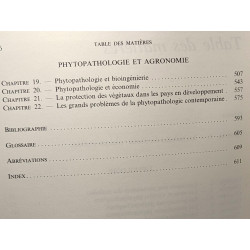 TABLE DES MATIÈRES
PHYTOPATHOLOGIE ET AGRONOMIE
CHAPITRE 19. – Phytopathologie et bioingénierie 507
CHAPITRE 20. – Phytopathologie et économie 543
CHAPITRE 21. – La protection des végétaux dans les pays en développement 557
CHAPITRE 22. – Les grands problèmes de la phytopathologie contemporaine 575
BIBLIOGRAPHIE 593
GLOSSAIRE 605
ABRÉVIATIONS 609
INDEX 611